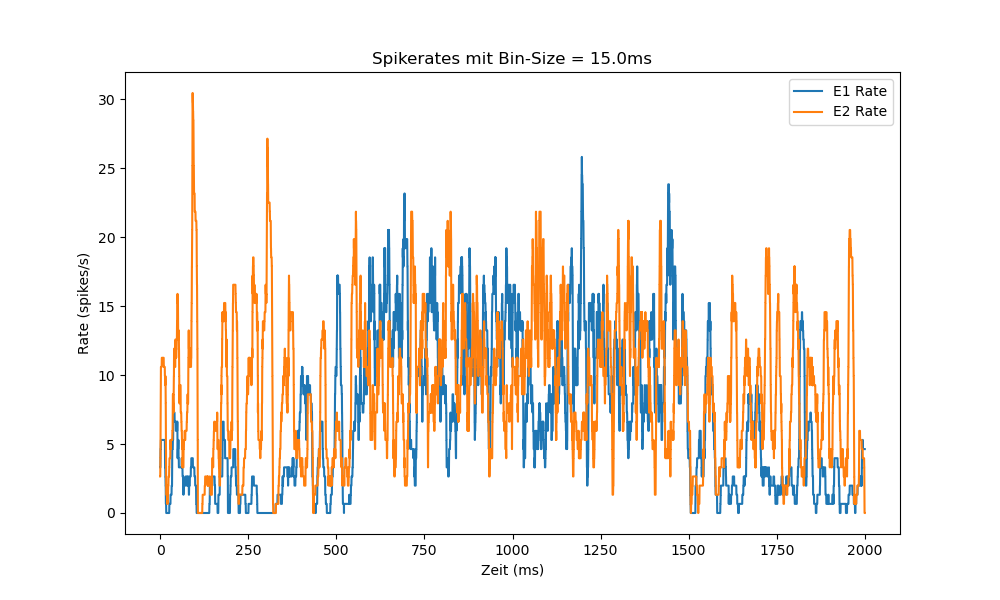 Spikerates mit Bin-Size = 15.0ms
E1 Rate
E2 Rate
30
25
20
15
10
5
0
Rate (spikes/s)
0 250 500 750 1000 1250 1500 1750 2000
Zeit (ms)